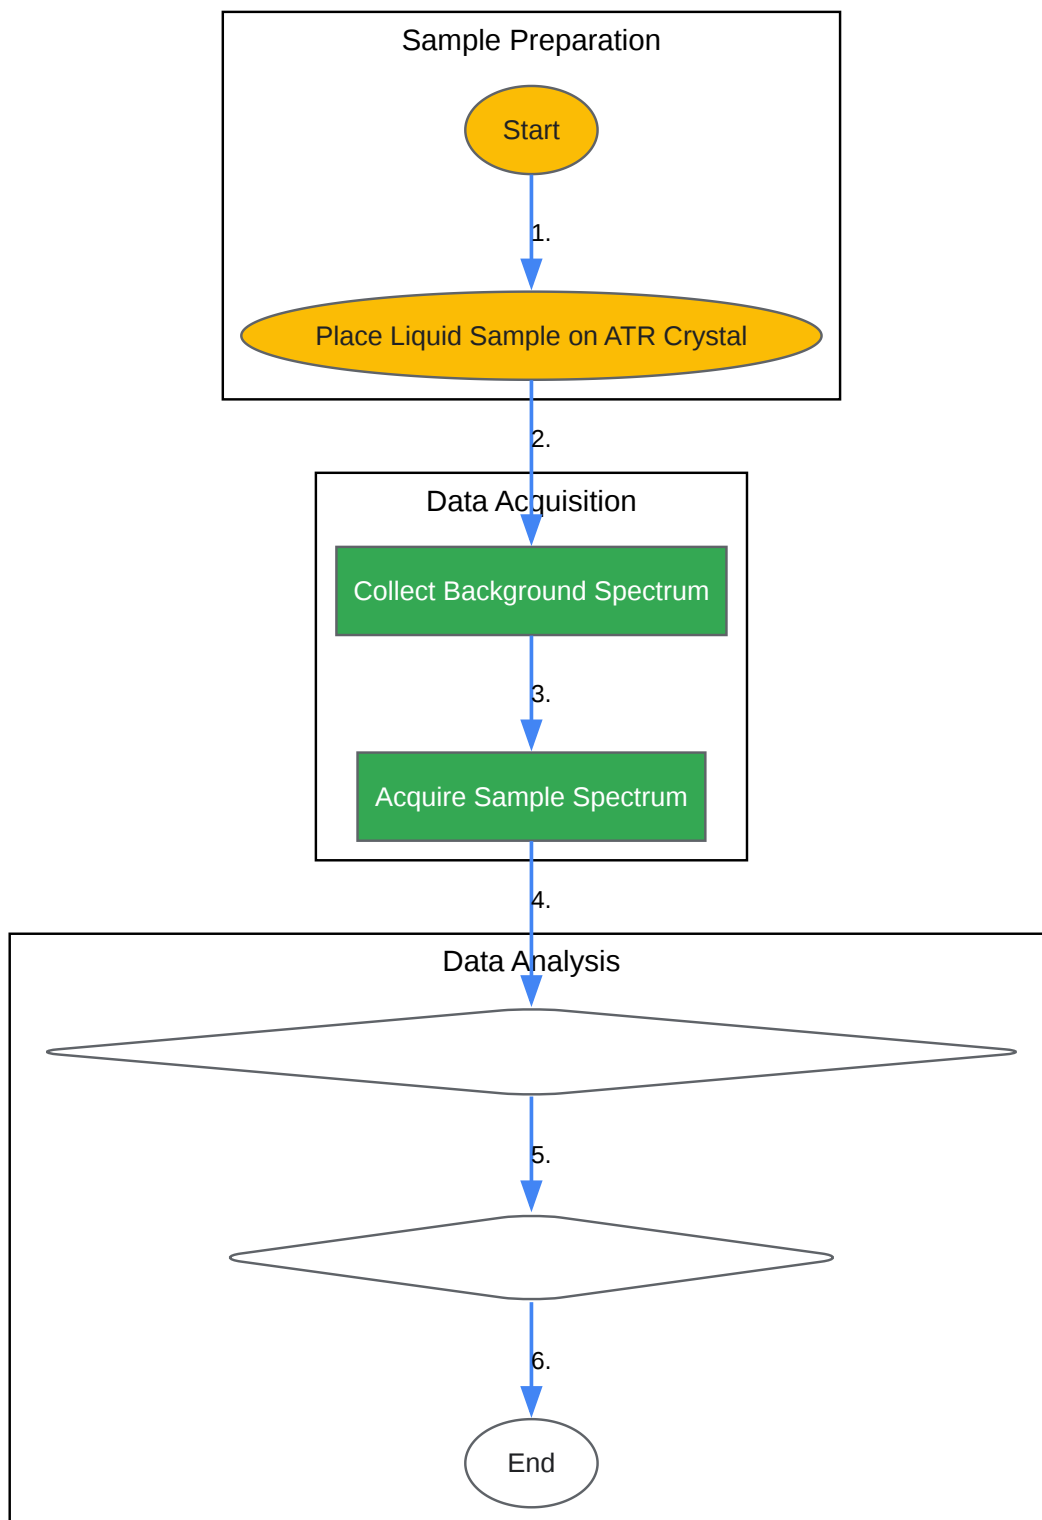 Sample Preparation
Start
1.
Place Liquid Sample on ATR Crystal
2.
Data Acquisition
Collect Background Spectrum
3.
Acquire Sample Spectrum
4.
Data Analysis
5.
6.
End